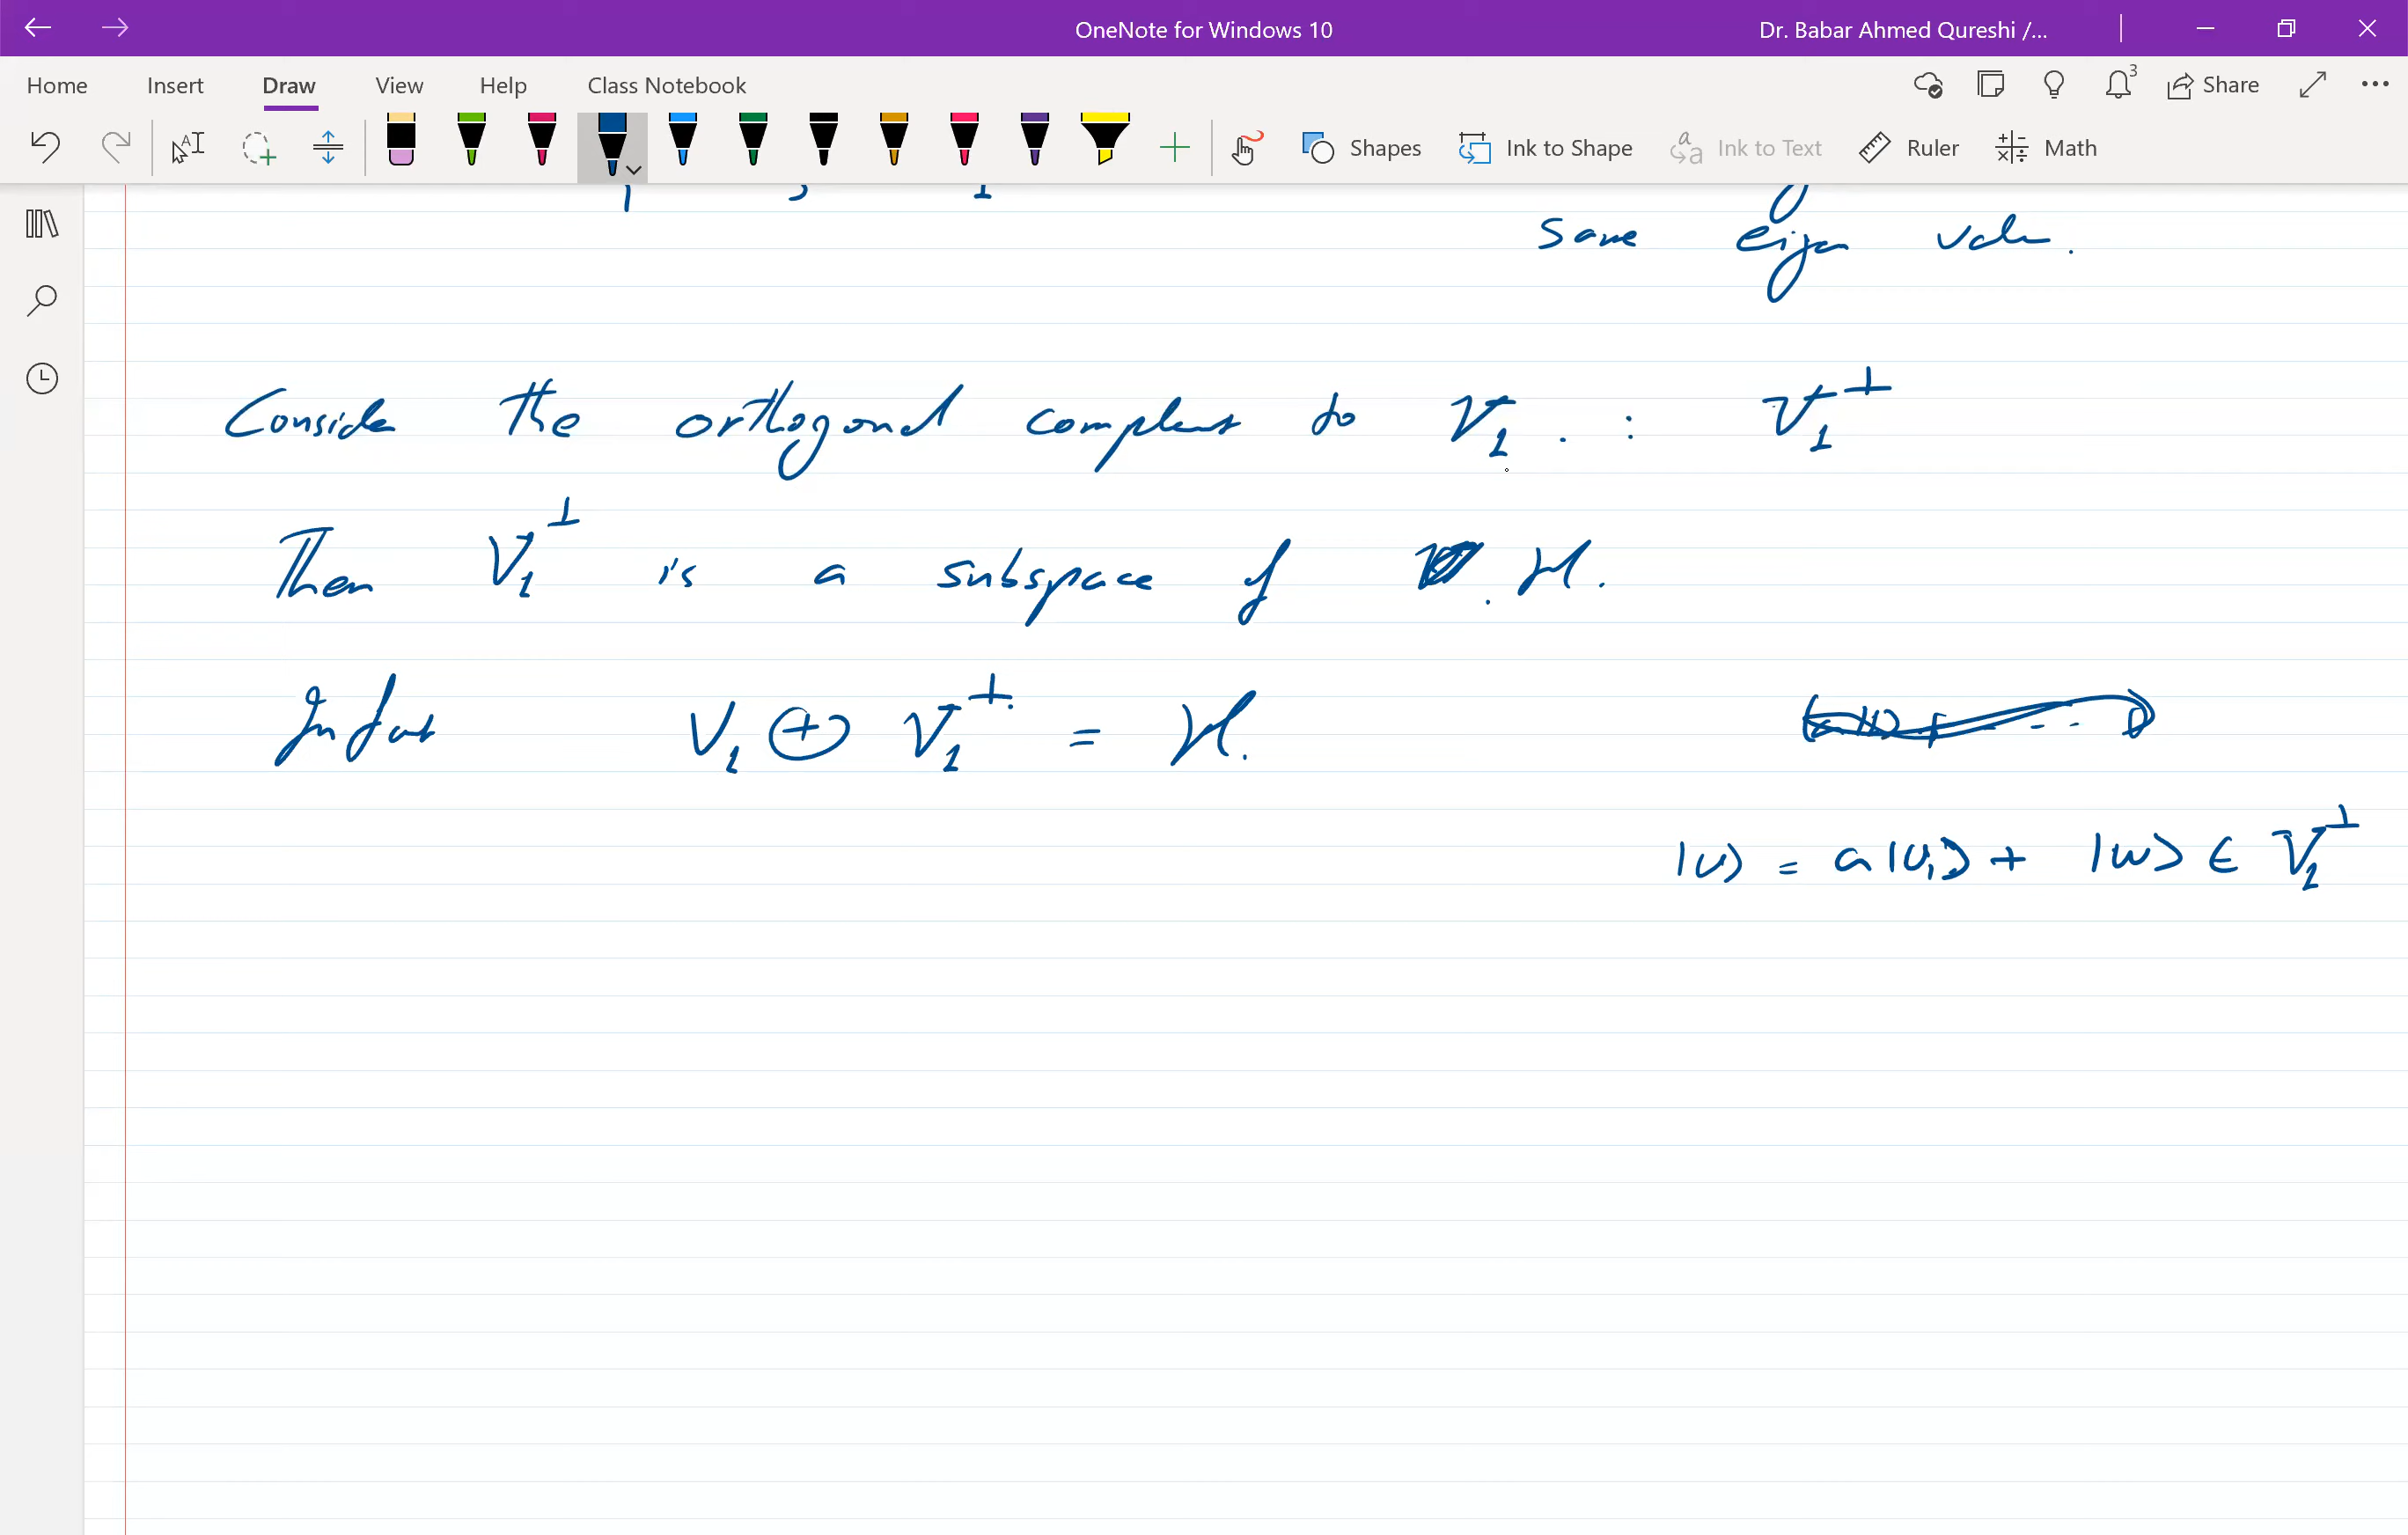 OneNote for Windows 10
Dr. Babar Ahmed Qureshi /...
Home Insert Draw View Help Class Notebook
3 Share
Shapes Ink to Shape Ink to Text Ruler Math
same eigen value.
Consider the orthogonal complement to V₁. : V₁^⊥
Then V₁^⊥ is a subspace of H.
In fact V₁ ⊕ V₁^⊥ = H.
|v⟩ = a|v₁⟩ + |w⟩ ∈ V₁^⊥